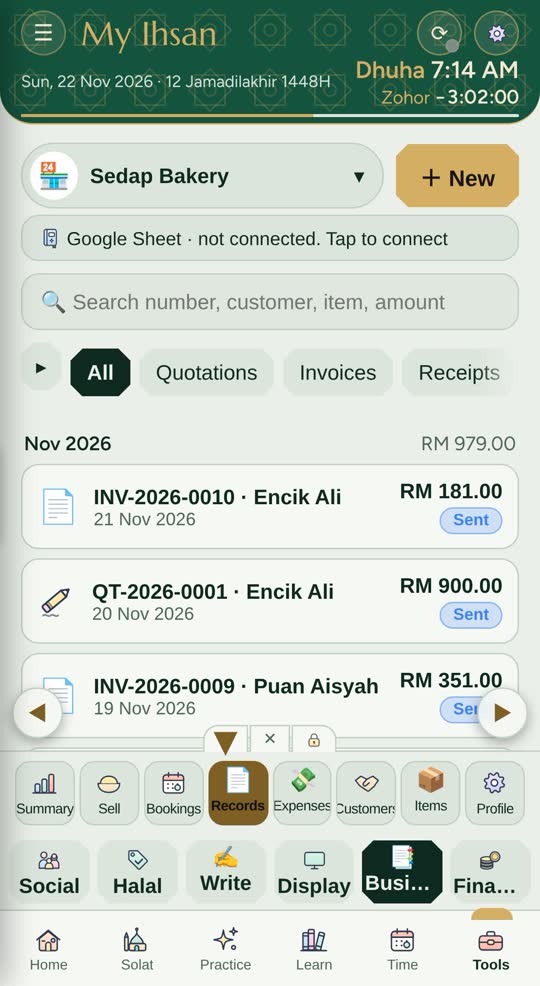 My Ihsan
Sun, 22 Nov 2026 · 12 Jamadilakhir 1448H
Dhuha 7:14 AM
Zohor −3:02:00
24
Sedap Bakery ▼
+ New
Google Sheet · not connected. Tap to connect
Search number, customer, item, amount
All Quotations Invoices Receipts
Nov 2026 RM 979.00
INV-2026-0010 · Encik Ali RM 181.00
21 Nov 2026 Sent
QT-2026-0001 · Encik Ali RM 900.00
20 Nov 2026 Sent
INV-2026-0009 · Puan Aisyah RM 351.00
19 Nov 2026
Summary Sell Bookings Records Expenses Customers Items Profile
Social Halal Write Display Busi... Fina...
Home Solat Practice Learn Time Tools